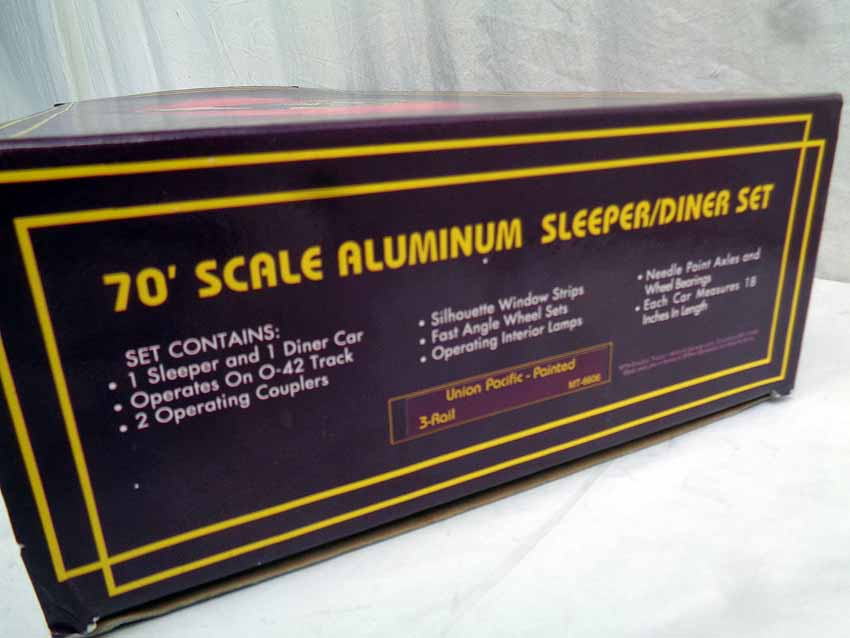 70' SCALE ALUMINUM SLEEPER/DINER SET
SET CONTAINS:
• 1 Sleeper and 1 Diner Car
• Operates On O-42 Track
• 2 Operating Couplers
• Silhouette Window Strips
• Fast Angle Wheel Sets
• Operating Interior Lamps
• Needle Point Axles and
Wheel Bearings
• Each Car Measures 18
Inches In Length
Union Pacific - Painted
3-Rail